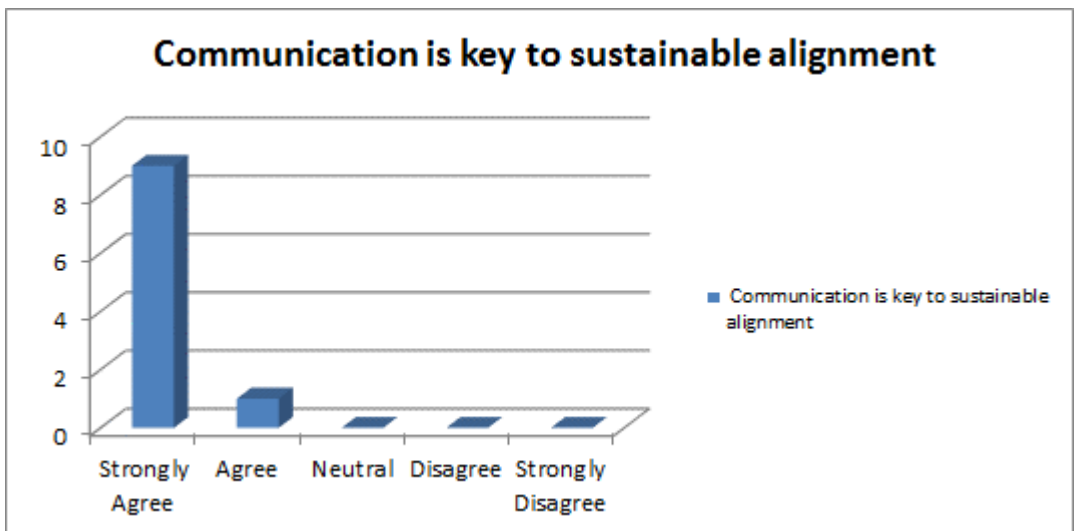 Communication is key to sustainable alignment
10
8
6
4
2
0
Strongly Agree
Agree
Neutral
Disagree
Strongly Disagree
Communication is key to sustainable
alignment